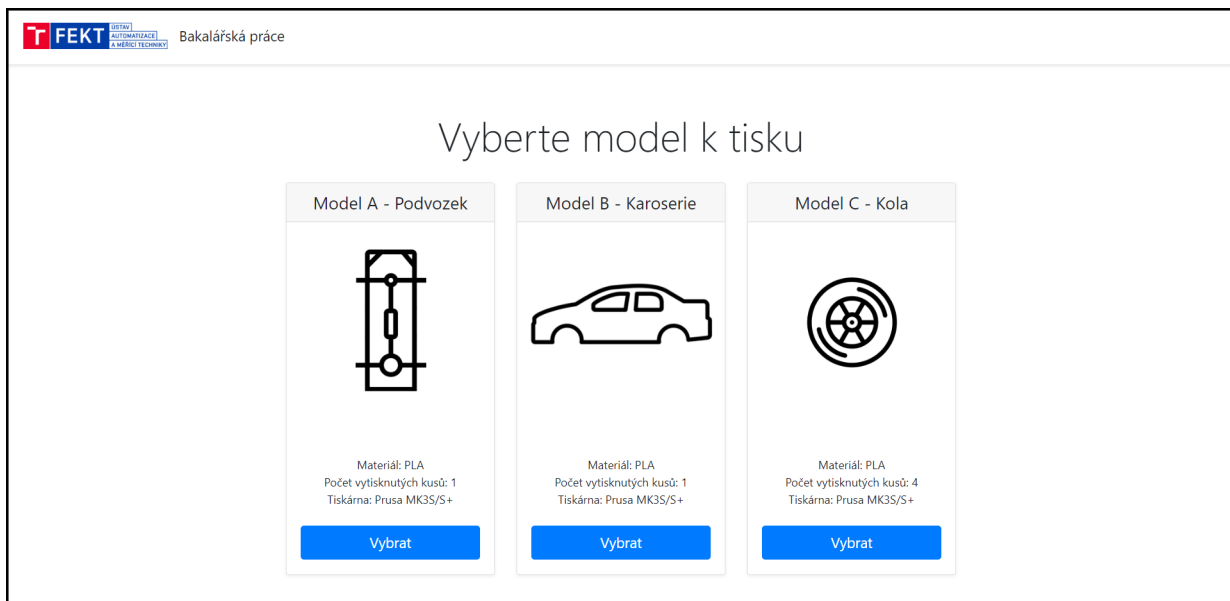 T FEKT ÚSTAV
AUTOMATIZACE
A MĚŘICÍ TECHNIKY
Bakalářská práce
Vyberte model k tisku
Model A - Podvozek
Materiál: PLA
Počet vytisknutých kusů: 1
Tiskárna: Prusa MK3S/S+
Vybrat
Model B - Karoserie
Materiál: PLA
Počet vytisknutých kusů: 1
Tiskárna: Prusa MK3S/S+
Vybrat
Model C - Kola
Materiál: PLA
Počet vytisknutých kusů: 4
Tiskárna: Prusa MK3S/S+
Vybrat